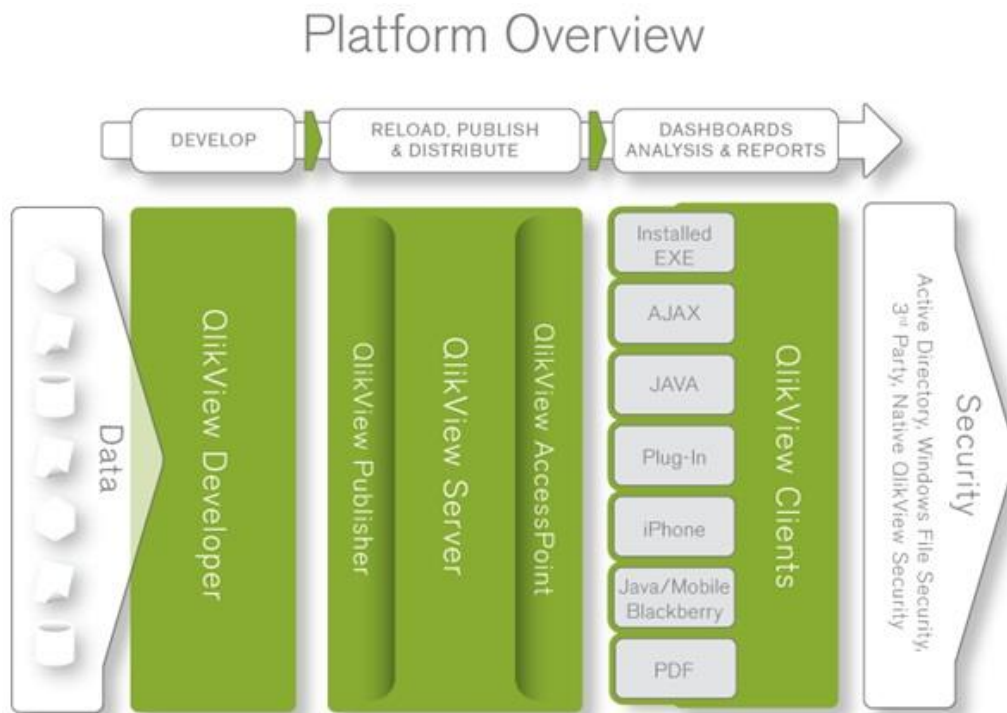 Platform Overview
DEVELOP
RELOAD, PUBLISH
& DISTRIBUTE
DASHBOARDS
ANALYSIS & REPORTS
Data
QlikView Developer
QlikView Publisher
QlikView Server
QlikView AccessPoint
Installed
EXE
AJAX
JAVA
Plug-In
iPhone
Java/Mobile
Blackberry
PDF
QlikView Clients
Security
Active Directory, Windows File Security,
3rd Party, Native QlikView Security